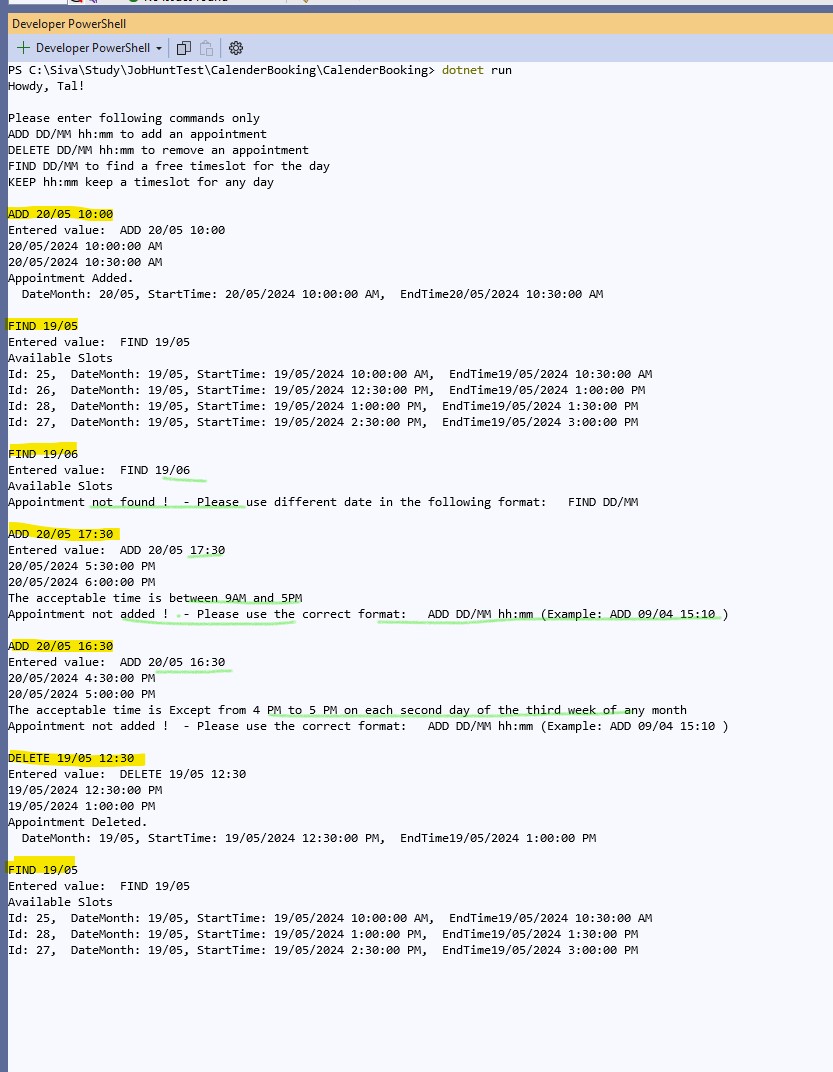 Developer PowerShell
Developer PowerShell
PS C:\Siva\Study\JobHuntTest\CalenderBooking\CalenderBooking> dotnet run
Howdy, Tal!
Please enter following commands only
ADD DD/MM hh:mm to add an appointment
DELETE DD/MM hh:mm to remove an appointment
FIND DD/MM to find a free timeslot for the day
KEEP hh:mm keep a timeslot for any day
ADD 20/05 10:00
Entered value:  ADD 20/05 10:00
20/05/2024 10:00:00 AM
20/05/2024 10:30:00 AM
Appointment Added.
  DateMonth: 20/05, StartTime: 20/05/2024 10:00:00 AM,  EndTime20/05/2024 10:30:00 AM
FIND 19/05
Entered value:  FIND 19/05
Available Slots
Id: 25,  DateMonth: 19/05, StartTime: 19/05/2024 10:00:00 AM,  EndTime19/05/2024 10:30:00 AM
Id: 26,  DateMonth: 19/05, StartTime: 19/05/2024 12:30:00 PM,  EndTime19/05/2024 1:00:00 PM
Id: 28,  DateMonth: 19/05, StartTime: 19/05/2024 1:00:00 PM,  EndTime19/05/2024 1:30:00 PM
Id: 27,  DateMonth: 19/05, StartTime: 19/05/2024 2:30:00 PM,  EndTime19/05/2024 3:00:00 PM
FIND 19/06
Entered value:  FIND 19/06
Available Slots
Appointment not found !  - Please use different date in the following format:   FIND DD/MM
ADD 20/05 17:30
Entered value:  ADD 20/05 17:30
20/05/2024 5:30:00 PM
20/05/2024 6:00:00 PM
The acceptable time is between 9AM and 5PM
Appointment not added !  - Please use the correct format:   ADD DD/MM hh:mm (Example: ADD 09/04 15:10 )
ADD 20/05 16:30
Entered value:  ADD 20/05 16:30
20/05/2024 4:30:00 PM
20/05/2024 5:00:00 PM
The acceptable time is Except from 4 PM to 5 PM on each second day of the third week of any month
Appointment not added !  - Please use the correct format:   ADD DD/MM hh:mm (Example: ADD 09/04 15:10 )
DELETE 19/05 12:30
Entered value:  DELETE 19/05 12:30
19/05/2024 12:30:00 PM
19/05/2024 1:00:00 PM
Appointment Deleted.
  DateMonth: 19/05, StartTime: 19/05/2024 12:30:00 PM,  EndTime19/05/2024 1:00:00 PM
FIND 19/05
Entered value:  FIND 19/05
Available Slots
Id: 25,  DateMonth: 19/05, StartTime: 19/05/2024 10:00:00 AM,  EndTime19/05/2024 10:30:00 AM
Id: 28,  DateMonth: 19/05, StartTime: 19/05/2024 1:00:00 PM,  EndTime19/05/2024 1:30:00 PM
Id: 27,  DateMonth: 19/05, StartTime: 19/05/2024 2:30:00 PM,  EndTime19/05/2024 3:00:00 PM